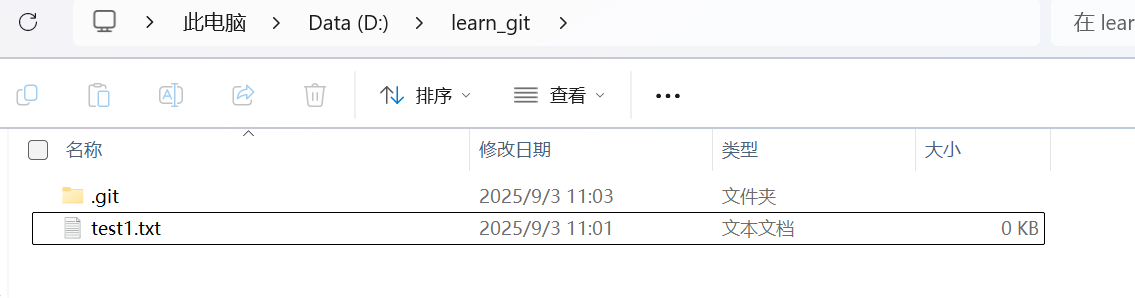 此电脑 > Data (D:) > learn_git > 在 lear
排序 查看
名称 修改日期 类型 大小
.git 2025/9/3 11:03 文件夹
test1.txt 2025/9/3 11:01 文本文档 0 KB